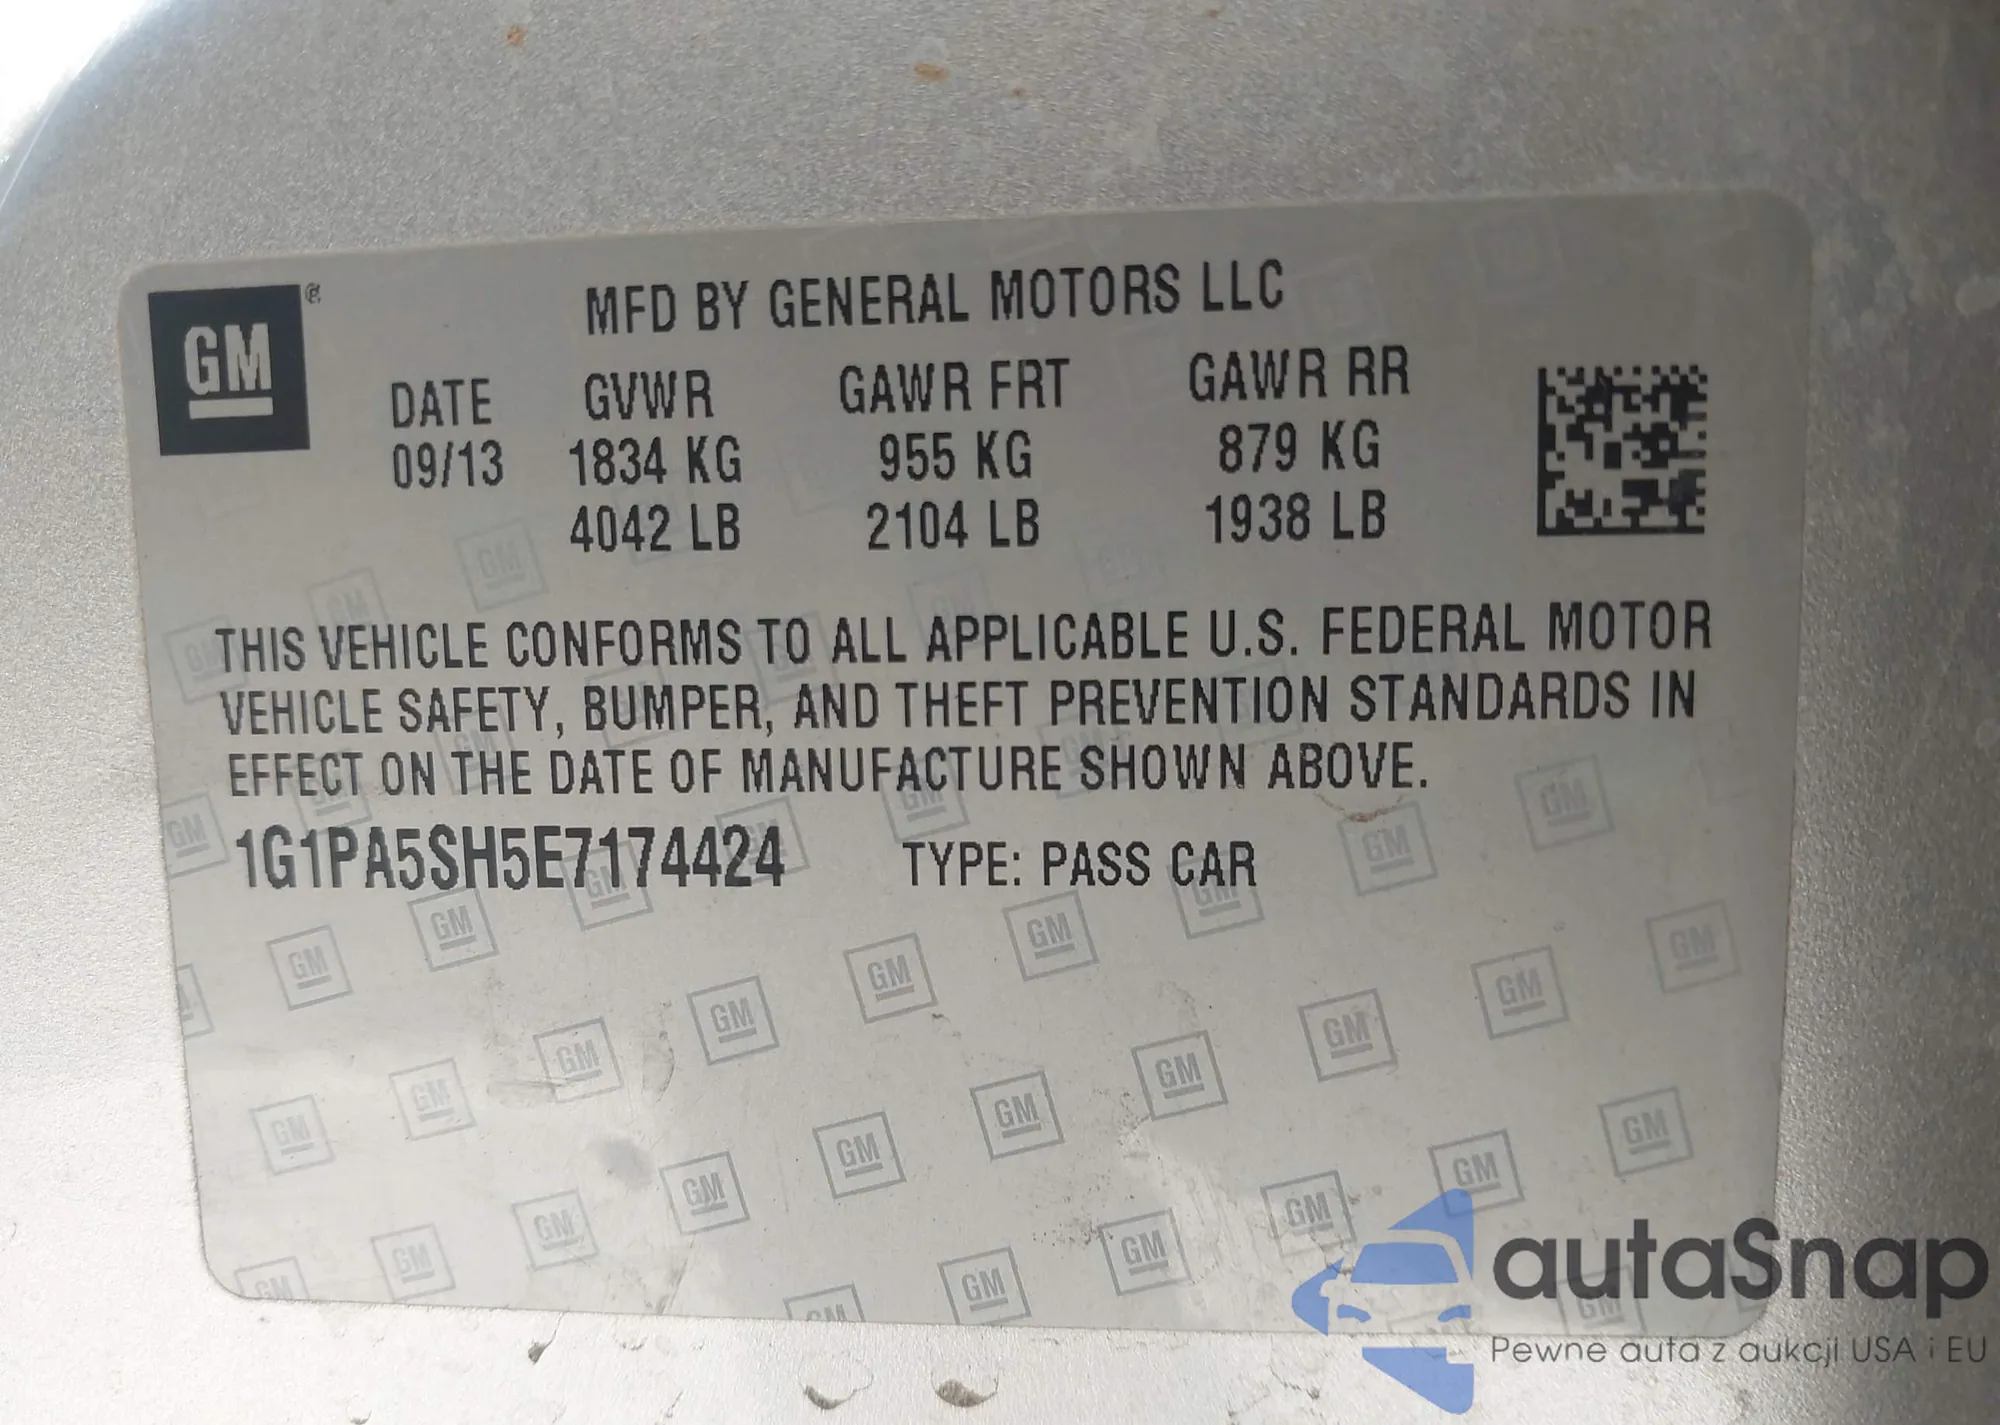 GM
MFD BY GENERAL MOTORS LLC
DATE GVWR GAWR FRT GAWR RR
09/13 1834 KG 955 KG 879 KG
4042 LB 2104 LB 1938 LB
THIS VEHICLE CONFORMS TO ALL APPLICABLE U.S. FEDERAL MOTOR
VEHICLE SAFETY, BUMPER, AND THEFT PREVENTION STANDARDS IN
EFFECT ON THE DATE OF MANUFACTURE SHOWN ABOVE.
1G1PA5SH5E7174424 TYPE: PASS CAR
autaSnap
Pewne auta z aukcji USA i EU